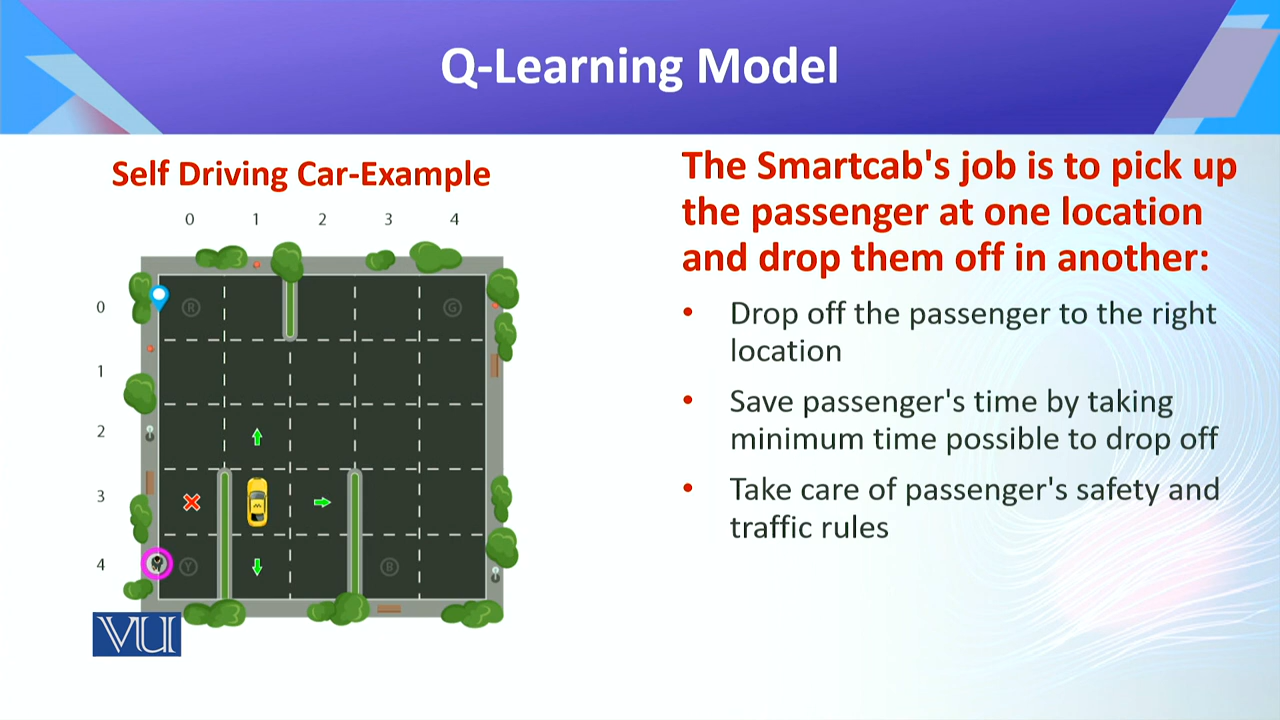 Q-Learning Model
Self Driving Car-Example
0 1 2 3 4
0
R
G
1
2
3
4
Y
B
VU
The Smartcab's job is to pick up
the passenger at one location
and drop them off in another:
• Drop off the passenger to the right
location
• Save passenger's time by taking
minimum time possible to drop off
• Take care of passenger's safety and
traffic rules